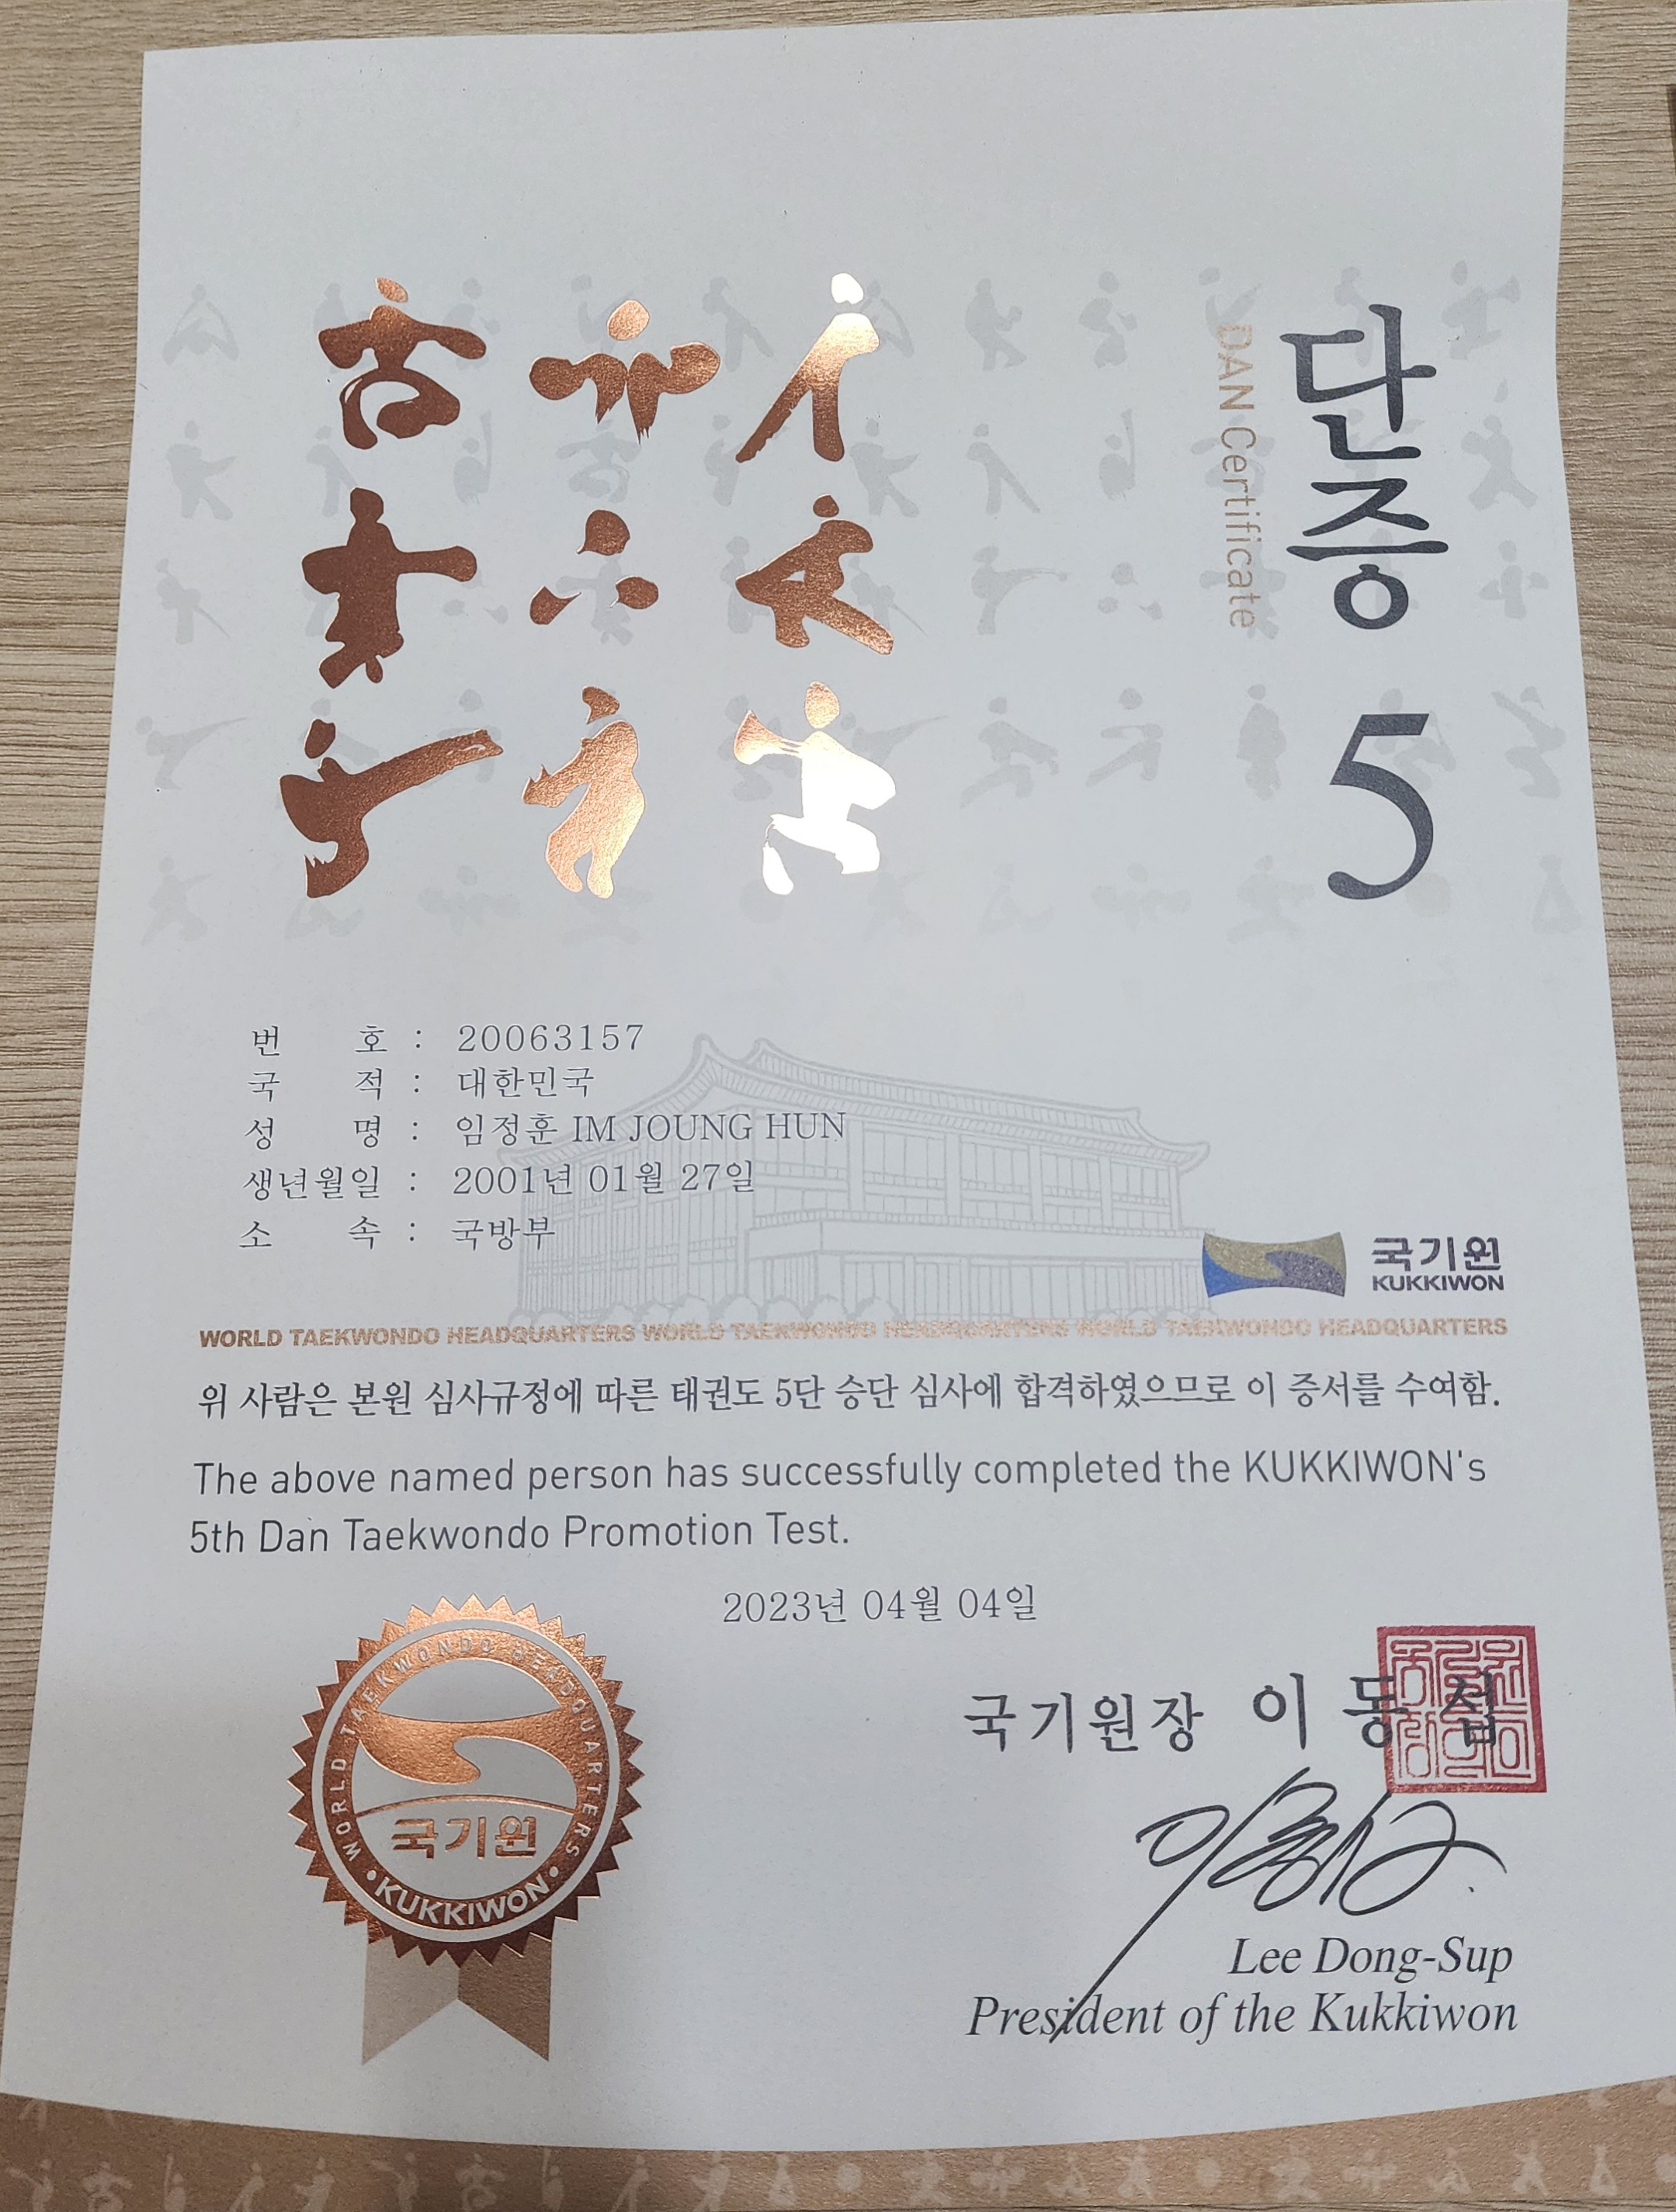 단증
DAN Certificate
5
번 호 : 20063157
국 적 : 대한민국
성 명 : 임정훈 IM JOUNG HUN
생년월일 : 2001년 01월 27일
소 속 : 국방부
국기원
KUKKIWON
WORLD TAEKWONDO HEADQUARTERS WORLD TAEKWONDO HEADQUARTERS WORLD TAEKWONDO HEADQUARTERS
위 사람은 본원 심사규정에 따른 태권도 5단 승단 심사에 합격하였으므로 이 증서를 수여함.
The above named person has successfully completed the KUKKIWON's
5th Dan Taekwondo Promotion Test.
2023년 04월 04일
WORLD TAEKWONDO HEADQUARTERS
국기원
•KUKKIWON•
국기원장 이 동 섭
Lee Dong-Sup
President of the Kukkiwon